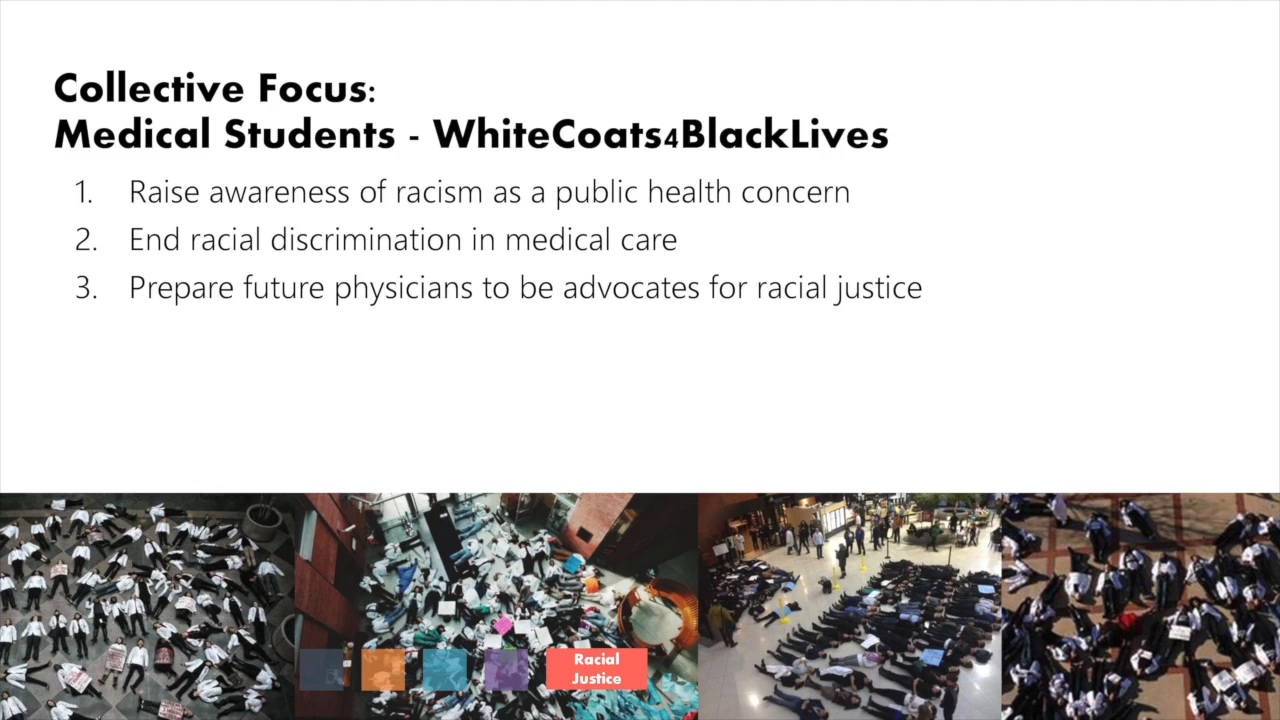 Collective Focus:
Medical Students - WhiteCoats4BlackLives
1. Raise awareness of racism as a public health concern
2. End racial discrimination in medical care
3. Prepare future physicians to be advocates for racial justice
Racial
Justice